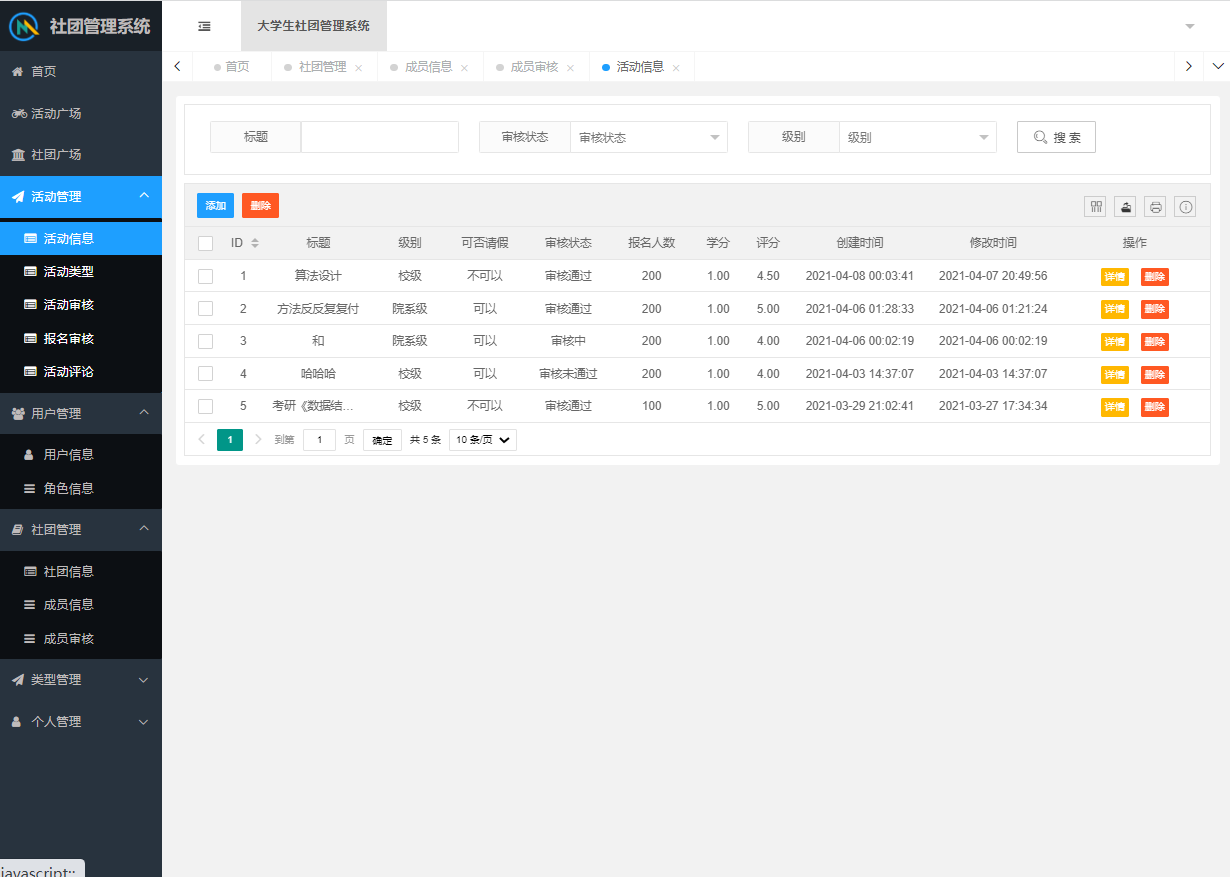 社团管理系统
大学生社团管理系统
首页
活动广场
社团广场
活动管理
活动信息
活动类型
活动审核
报名审核
活动评论
用户管理
用户信息
角色信息
社团管理
社团信息
成员信息
成员审核
类型管理
个人管理
javascript:;
首页 社团管理 成员信息 成员审核 活动信息
标题 审核状态 审核状态 级别 级别 搜 索
添加 删除
ID 标题 级别 可否请假 审核状态 报名人数 学分 评分 创建时间 修改时间 操作
1 算法设计 校级 不可以 审核通过 200 1.00 4.50 2021-04-08 00:03:41 2021-04-07 20:49:56 详情 删除
2 方法反反复复付 院系级 可以 审核通过 200 1.00 5.00 2021-04-06 01:28:33 2021-04-06 01:21:24 详情 删除
3 和 院系级 可以 审核中 200 1.00 4.00 2021-04-06 00:02:19 2021-04-06 00:02:19 详情 删除
4 哈哈哈 校级 可以 审核未通过 200 1.00 4.00 2021-04-03 14:37:07 2021-04-03 14:37:07 详情 删除
5 考研《数据结... 校级 不可以 审核通过 100 1.00 5.00 2021-03-29 21:02:41 2021-03-27 17:34:34 详情 删除
1 到第 1 页 确定 共 5 条 10 条/页